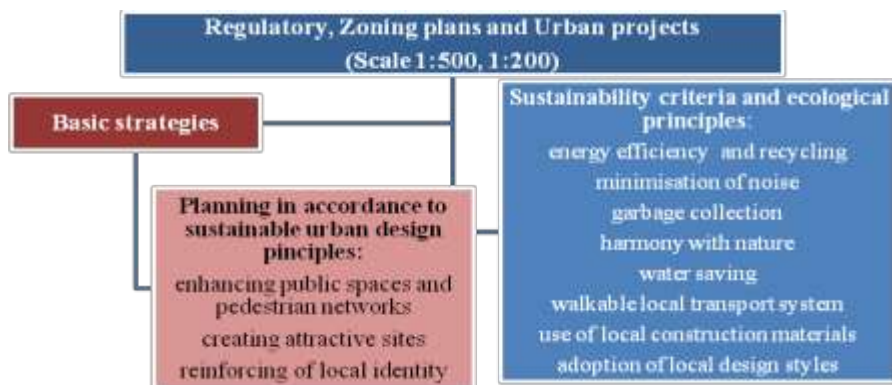 Regulatory, Zoning plans and Urban projects
(Scale 1:500, 1:200)
Basic strategies
Planning in accordance to
sustainable urban design
pinciples:
enhancing public spaces and
pedestrian networks
creating attractive sites
reinforcing of local identity
Sustainability criteria and ecological
principles:
energy efficiency and recycling
minimisation of noise
garbage collection
harmony with nature
water saving
walkable local transport system
use of local construction materials
adoption of local design styles